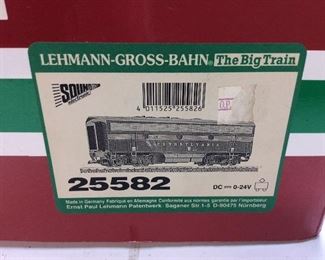 LEHMANN-GROSS-BAHN® The Big Train
SOUND
4 011525 255826
O.P.
PENNSYLVANIA
25582
DC 0-24V
Made in Germany Fabriqué en Allemagne Conformité aux normes garantie par l'importateur
Ernst Paul Lehmann Patentwerk Saganer Str 1-5 D-90475 Nürnberg